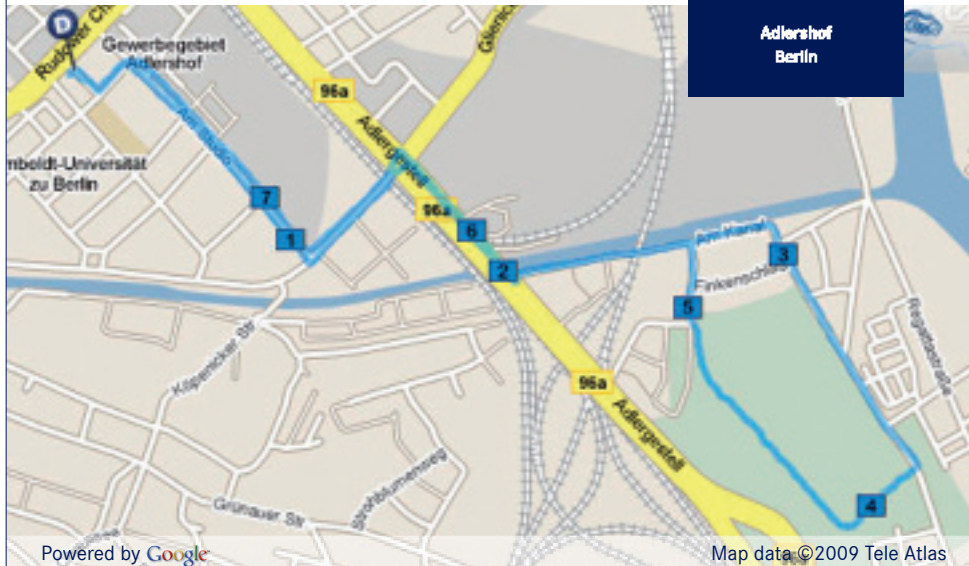 Adlershof
Berlin
D
Rudower Ch
Gewerbegebiet
Adlershof
Glienick
96a
Adlergestell
Am Studio
mboldt-Universität
zu Berlin
7
96a
1
6
2
Am Kanal
3
Finkenschlag
5
Regattastraße
Köpenicker Str
96a
Adlergestell
Strohblumenweg
Grünauer Str
4
Powered by Google
Map data ©2009 Tele Atlas